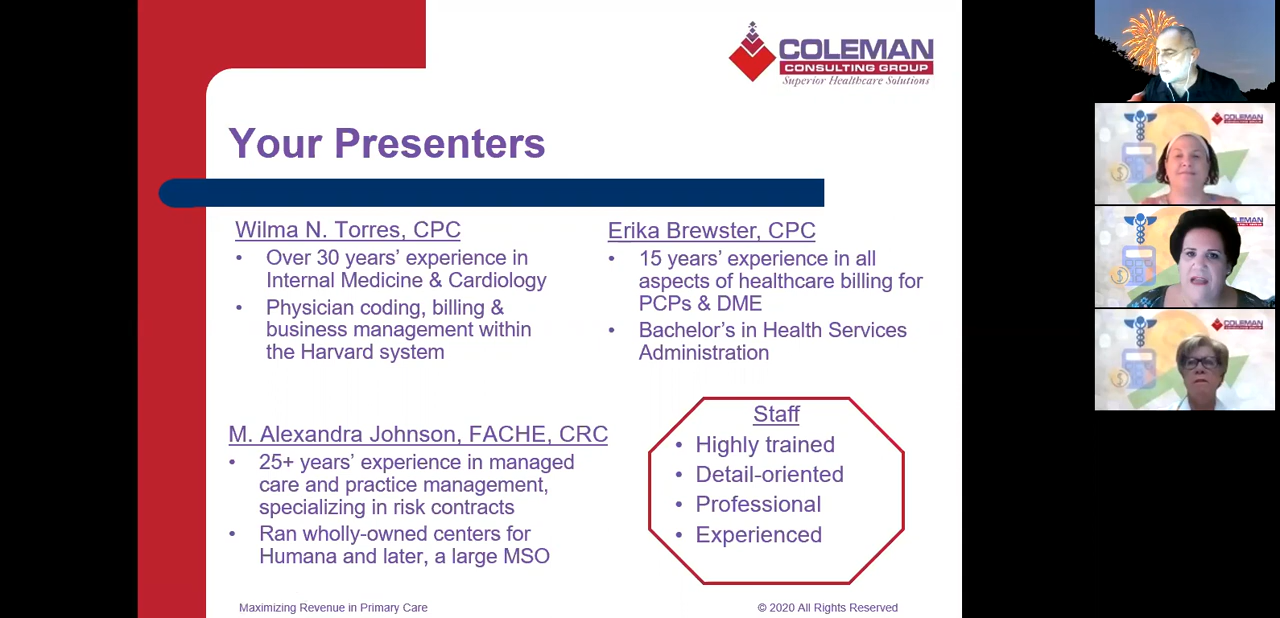 COLEMAN
CONSULTING GROUP
Superior Healthcare Solutions
Your Presenters
Wilma N. Torres, CPC
• Over 30 years’ experience in
Internal Medicine & Cardiology
• Physician coding, billing &
business management within
the Harvard system
Erika Brewster, CPC
• 15 years’ experience in all
aspects of healthcare billing for
PCPs & DME
• Bachelor’s in Health Services
Administration
M. Alexandra Johnson, FACHE, CRC
• 25+ years’ experience in managed
care and practice management,
specializing in risk contracts
• Ran wholly-owned centers for
Humana and later, a large MSO
Staff
• Highly trained
• Detail-oriented
• Professional
• Experienced
Maximizing Revenue in Primary Care
© 2020 All Rights Reserved
COLEMAN
COLEMAN